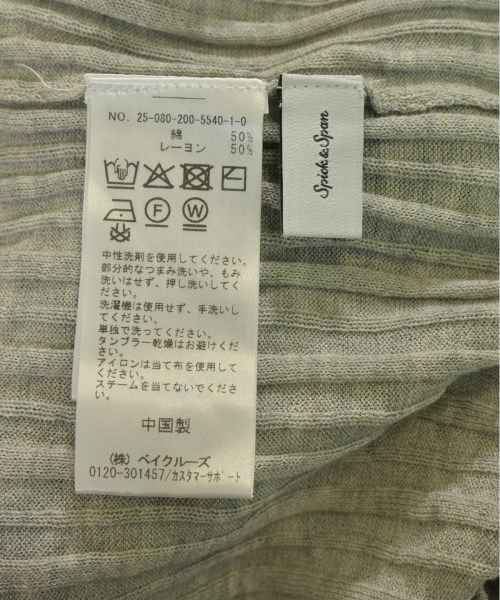 NO. 25-080-200-5540-1-0
綿 50%
レーヨン 50%
F W
中性洗剤を使用してください。
部分的なつまみ洗いや、もみ
洗いはせず、押し洗いしてく
ださい。
洗濯機は使用せず、手洗いし
てください。
単独で洗ってください。
タンブラー乾燥はお避けくだ
さい。
アイロンは当て布を使用して
ください。
スチームを当てないでくださ
い。
中国製
(株) ベイクルーズ
0120-301457/カスタマーサポート
Spick & Span